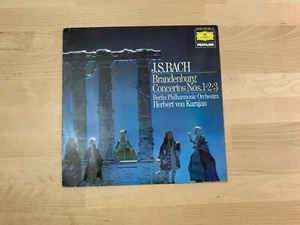 J.S.BACH
Brandenburg
Concertos Nos.1·2·3
Berlin Philharmonic Orchestra
Herbert von Karajan